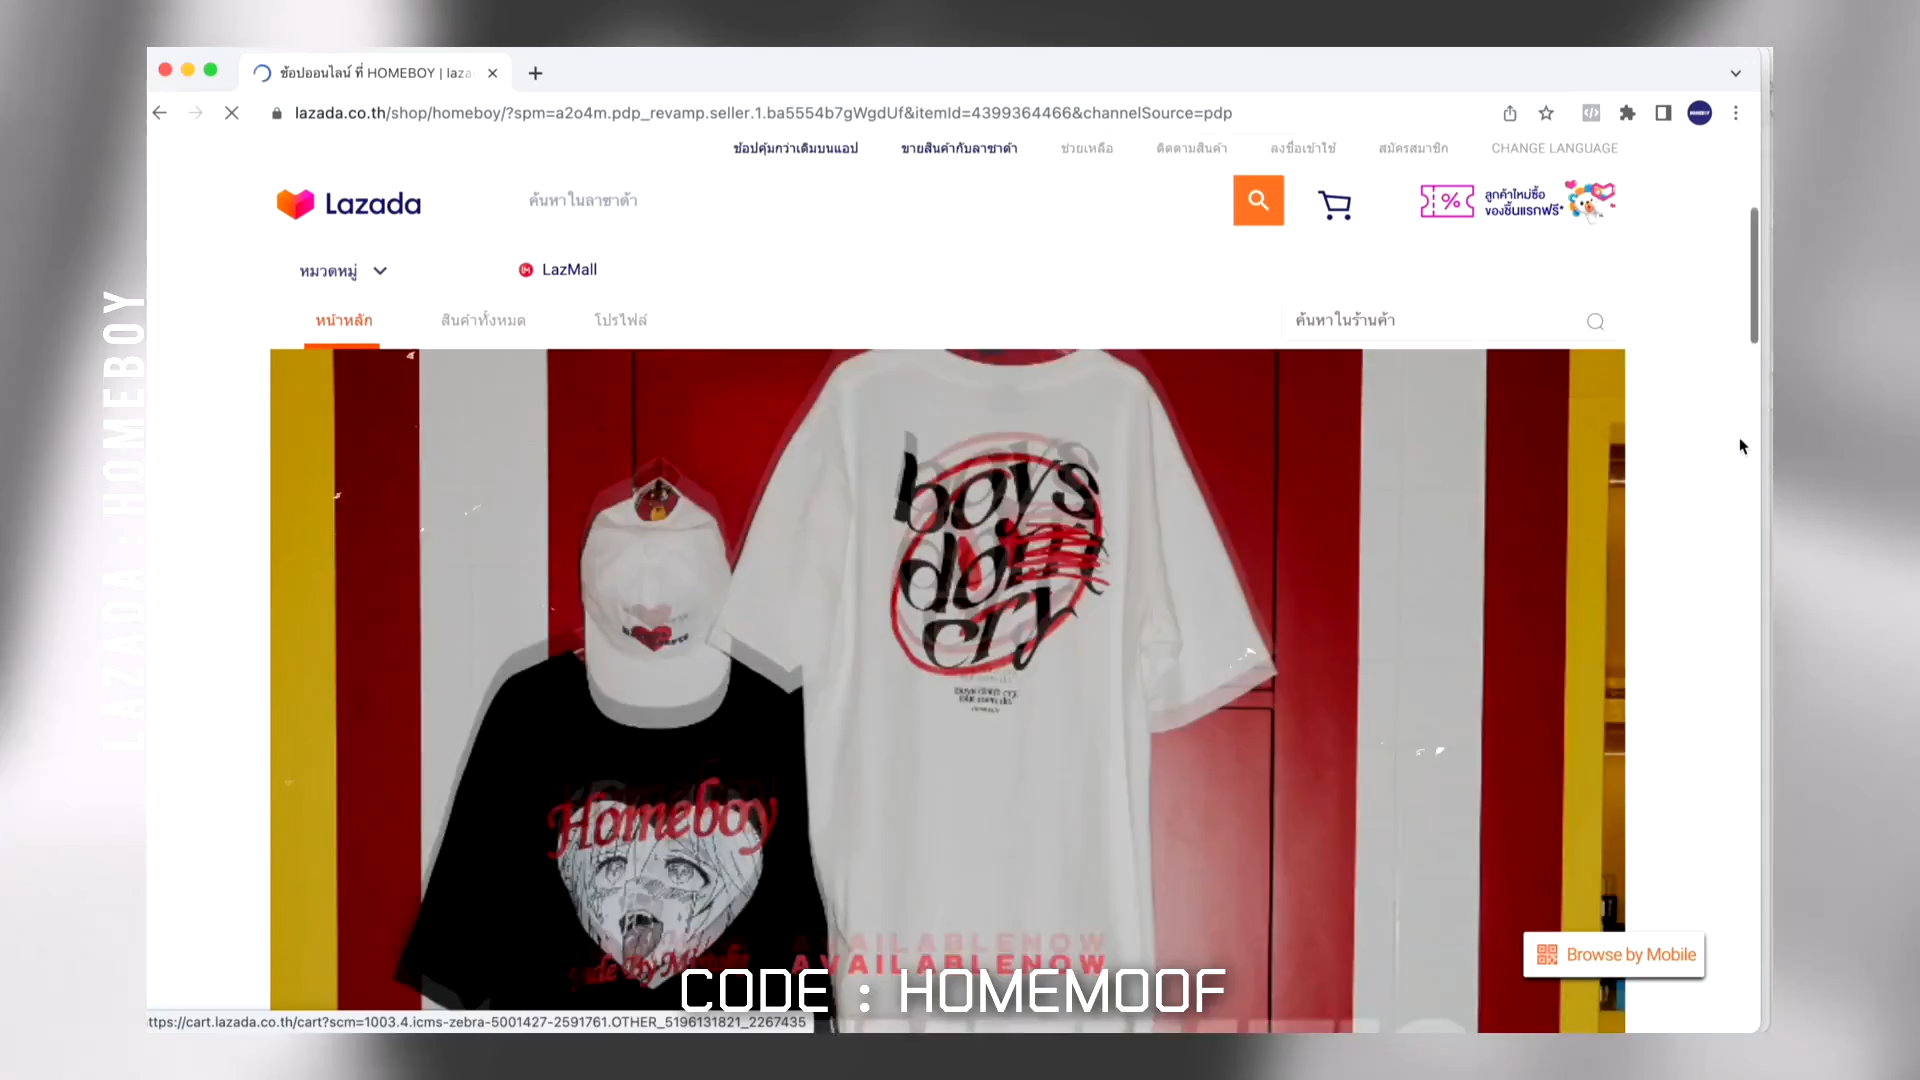 ช้อปออนไลน์ ที่ HOMEBOY | laza
lazada.co.th/shop/homeboy/?spm=a2o4m.pdp_revamp.seller.1.ba5554b7gWgdUf&itemId=4399364466&channelSource=pdp
ช้อปคุ้มกว่าเดิมบนแอป ขายสินค้ากับลาซาด้า ช่วยเหลือ ติดตามสินค้า ลงชื่อเข้าใช้ สมัครสมาชิก CHANGE LANGUAGE
Lazada ค้นหาในลาซาด้า % ลูกค้าใหม่ซื้อ
ของชิ้นแรกฟรี*
หมวดหมู่ LazMall
หน้าหลัก สินค้าทั้งหมด โปรไฟล์ ค้นหาในร้านค้า
LAZADA : HOMEBOY
boys
don't
cry
boys don't cry
Homeboy
AVAILABLENOW
AVAILABLENOW
Browse by Mobile
CODE : HOMEMOOF
ttps://cart.lazada.co.th/cart?scm=1003.4.icms-zebra-5001427-2591761.OTHER_5196131821_2267435